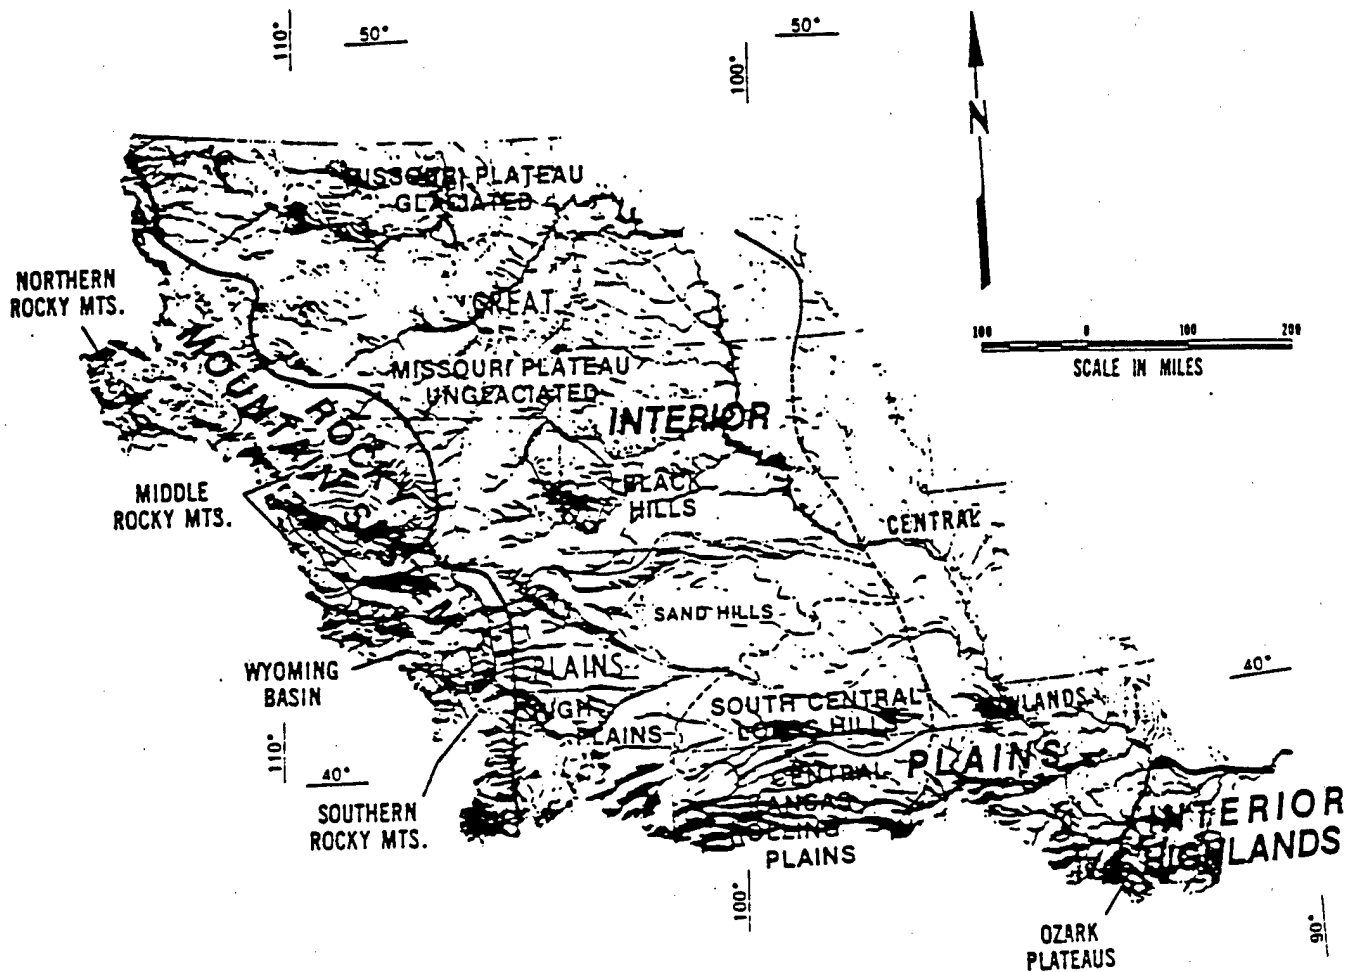 110°
50°
100°
50°
N
MISSOURI PLATEAU
GLACIATED
NORTHERN
ROCKY MTS.
GREAT
100 0 100 200
SCALE IN MILES
ROCKY
MOUNTAINS
MISSOURI PLATEAU
UNGLACIATED
INTERIOR
MIDDLE
ROCKY MTS.
BLACK
HILLS
CENTRAL
SAND HILLS
WYOMING
BASIN
PLAINS
40°
HIGH
PLAINS
SOUTH CENTRAL
LOESS HILLS
LOWLANDS
PLAINS
110°
40°
CENTRAL
KANSAS
ROLLING
PLAINS
SOUTHERN
ROCKY MTS.
INTERIOR
HIGHLANDS
100°
OZARK
PLATEAUS
90°